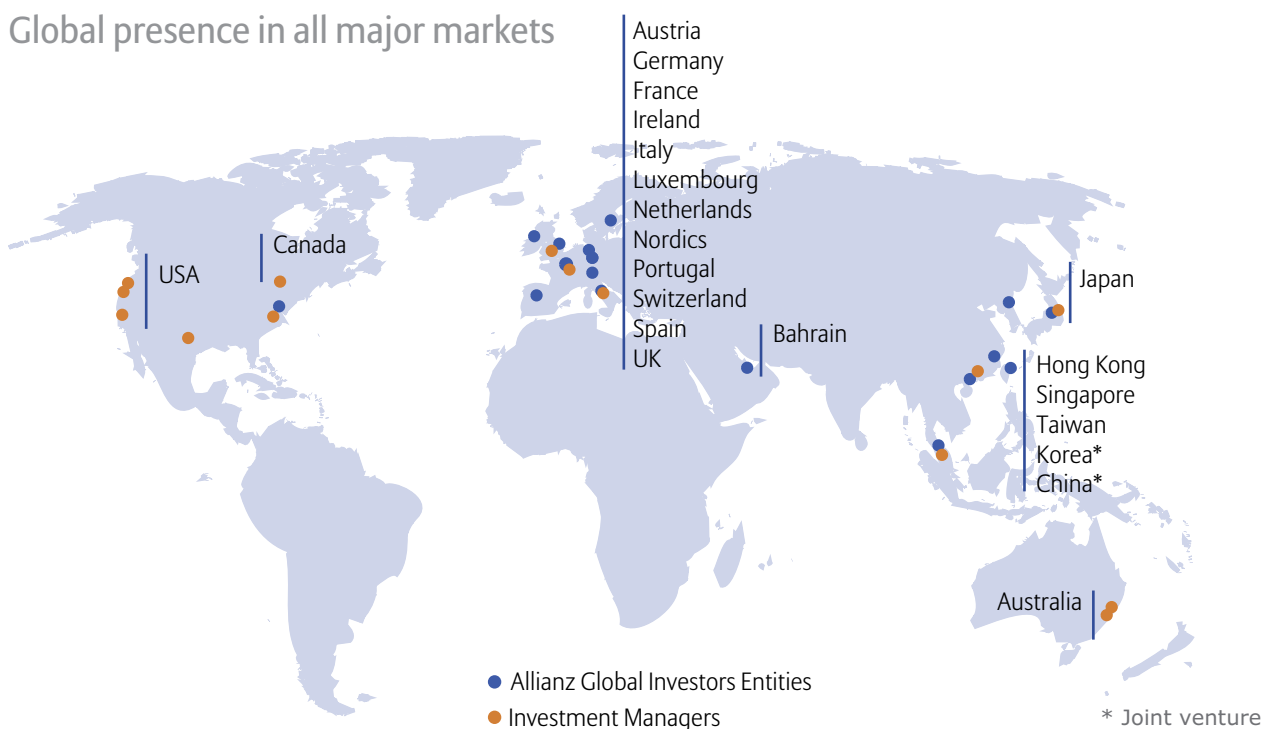 Global presence in all major markets
Austria
Germany
France
Ireland
Italy
Luxembourg
Netherlands
Nordics
Portugal
Switzerland
Spain
UK
Canada
USA
Bahrain
Japan
Hong Kong
Singapore
Taiwan
Korea*
China*
Australia
Allianz Global Investors Entities
Investment Managers
* Joint venture